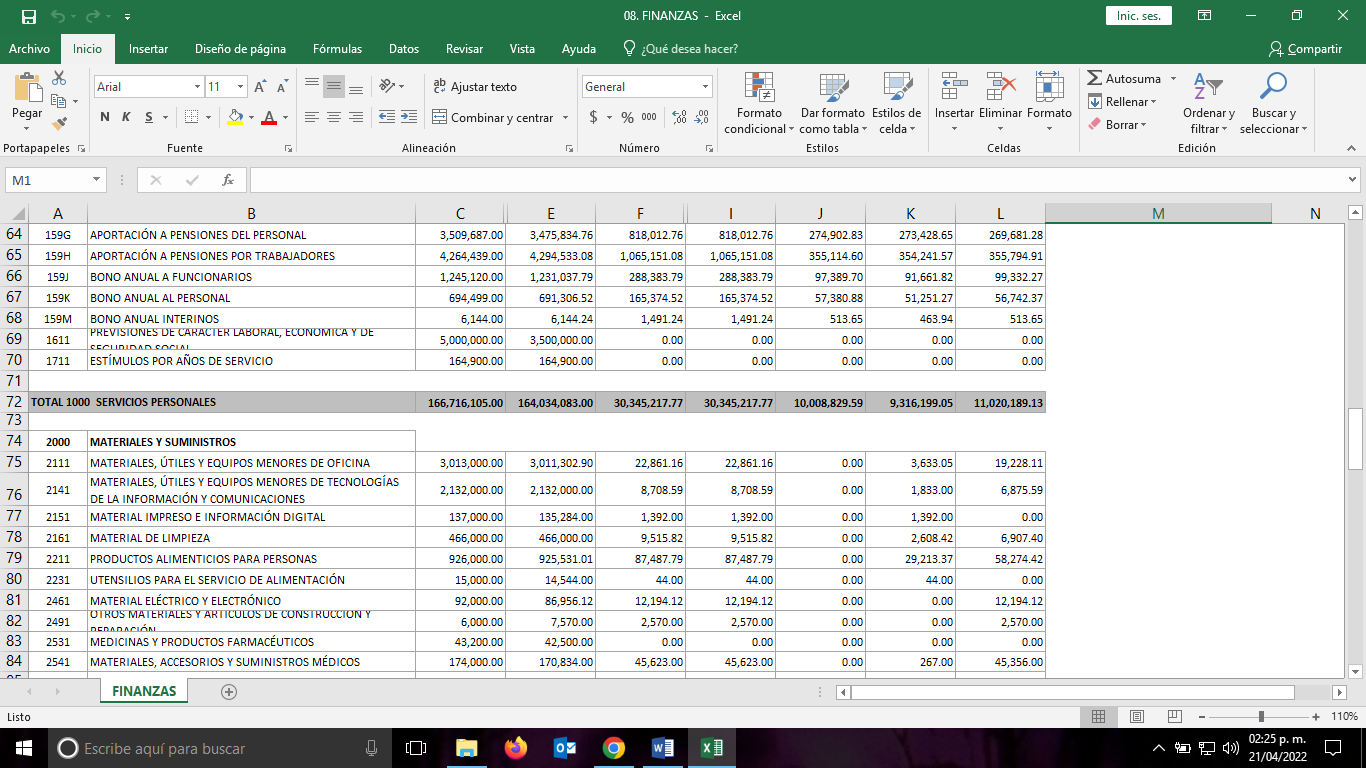 08. FINANZAS - Excel
Inic. ses.
Archivo Inicio Insertar Diseño de página Fórmulas Datos Revisar Vista Ayuda ¿Qué desea hacer? Compartir
Pegar
Arial 11
N K S
Ajustar texto
Combinar y centrar
General
$ % 000
Formato condicional
Dar formato como tabla
Estilos de celda
Insertar Eliminar Formato
Autosuma
Rellenar
Borrar
Ordenar y filtrar
Buscar y seleccionar
Portapapeles Fuente Alineación Número Estilos Celdas Edición
M1 fx
A B C E F I J K L M N
64 159G APORTACIÓN A PENSIONES DEL PERSONAL 3,509,687.00 3,475,834.76 818,012.76 818,012.76 274,902.83 273,428.65 269,681.28
65 159H APORTACIÓN A PENSIONES POR TRABAJADORES 4,264,439.00 4,294,533.08 1,065,151.08 1,065,151.08 355,114.60 354,241.57 355,794.91
66 159J BONO ANUAL A FUNCIONARIOS 1,245,120.00 1,231,037.79 288,383.79 288,383.79 97,389.70 91,661.82 99,332.27
67 159K BONO ANUAL AL PERSONAL 694,499.00 691,306.52 165,374.52 165,374.52 57,380.88 51,251.27 56,742.37
68 159M BONO ANUAL INTERINOS 6,144.00 6,144.24 1,491.24 1,491.24 513.65 463.94 513.65
69 1611 PREVISIONES DE CARÁCTER LABORAL, ECONÓMICA Y DE SEGURIDAD SOCIAL 5,000,000.00 3,500,000.00 0.00 0.00 0.00 0.00 0.00
70 1711 ESTÍMULOS POR AÑOS DE SERVICIO 164,900.00 164,900.00 0.00 0.00 0.00 0.00 0.00
71
72 TOTAL 1000 SERVICIOS PERSONALES 166,716,105.00 164,034,083.00 30,345,217.77 30,345,217.77 10,008,829.59 9,316,199.05 11,020,189.13
73
74 2000 MATERIALES Y SUMINISTROS
75 2111 MATERIALES, ÚTILES Y EQUIPOS MENORES DE OFICINA 3,013,000.00 3,011,302.90 22,861.16 22,861.16 0.00 3,633.05 19,228.11
76 2141 MATERIALES, ÚTILES Y EQUIPOS MENORES DE TECNOLOGÍAS
DE LA INFORMACIÓN Y COMUNICACIONES 2,132,000.00 2,132,000.00 8,708.59 8,708.59 0.00 1,833.00 6,875.59
77 2151 MATERIAL IMPRESO E INFORMACIÓN DIGITAL 137,000.00 135,284.00 1,392.00 1,392.00 0.00 1,392.00 0.00
78 2161 MATERIAL DE LIMPIEZA 466,000.00 466,000.00 9,515.82 9,515.82 0.00 2,608.42 6,907.40
79 2211 PRODUCTOS ALIMENTICIOS PARA PERSONAS 926,000.00 925,531.01 87,487.79 87,487.79 0.00 29,213.37 58,274.42
80 2231 UTENSILIOS PARA EL SERVICIO DE ALIMENTACIÓN 15,000.00 14,544.00 44.00 44.00 0.00 44.00 0.00
81 2461 MATERIAL ELÉCTRICO Y ELECTRÓNICO 92,000.00 86,956.12 12,194.12 12,194.12 0.00 0.00 12,194.12
82 2491 OTROS MATERIALES Y ARTÍCULOS DE CONSTRUCCIÓN Y REPARACIÓN 6,000.00 7,570.00 2,570.00 2,570.00 0.00 0.00 2,570.00
83 2531 MEDICINAS Y PRODUCTOS FARMACÉUTICOS 43,200.00 42,500.00 0.00 0.00 0.00 0.00 0.00
84 2541 MATERIALES, ACCESORIOS Y SUMINISTROS MÉDICOS 174,000.00 170,834.00 45,623.00 45,623.00 0.00 267.00 45,356.00
FINANZAS
Listo 110%
Escribe aquí para buscar
02:25 p. m.
21/04/2022